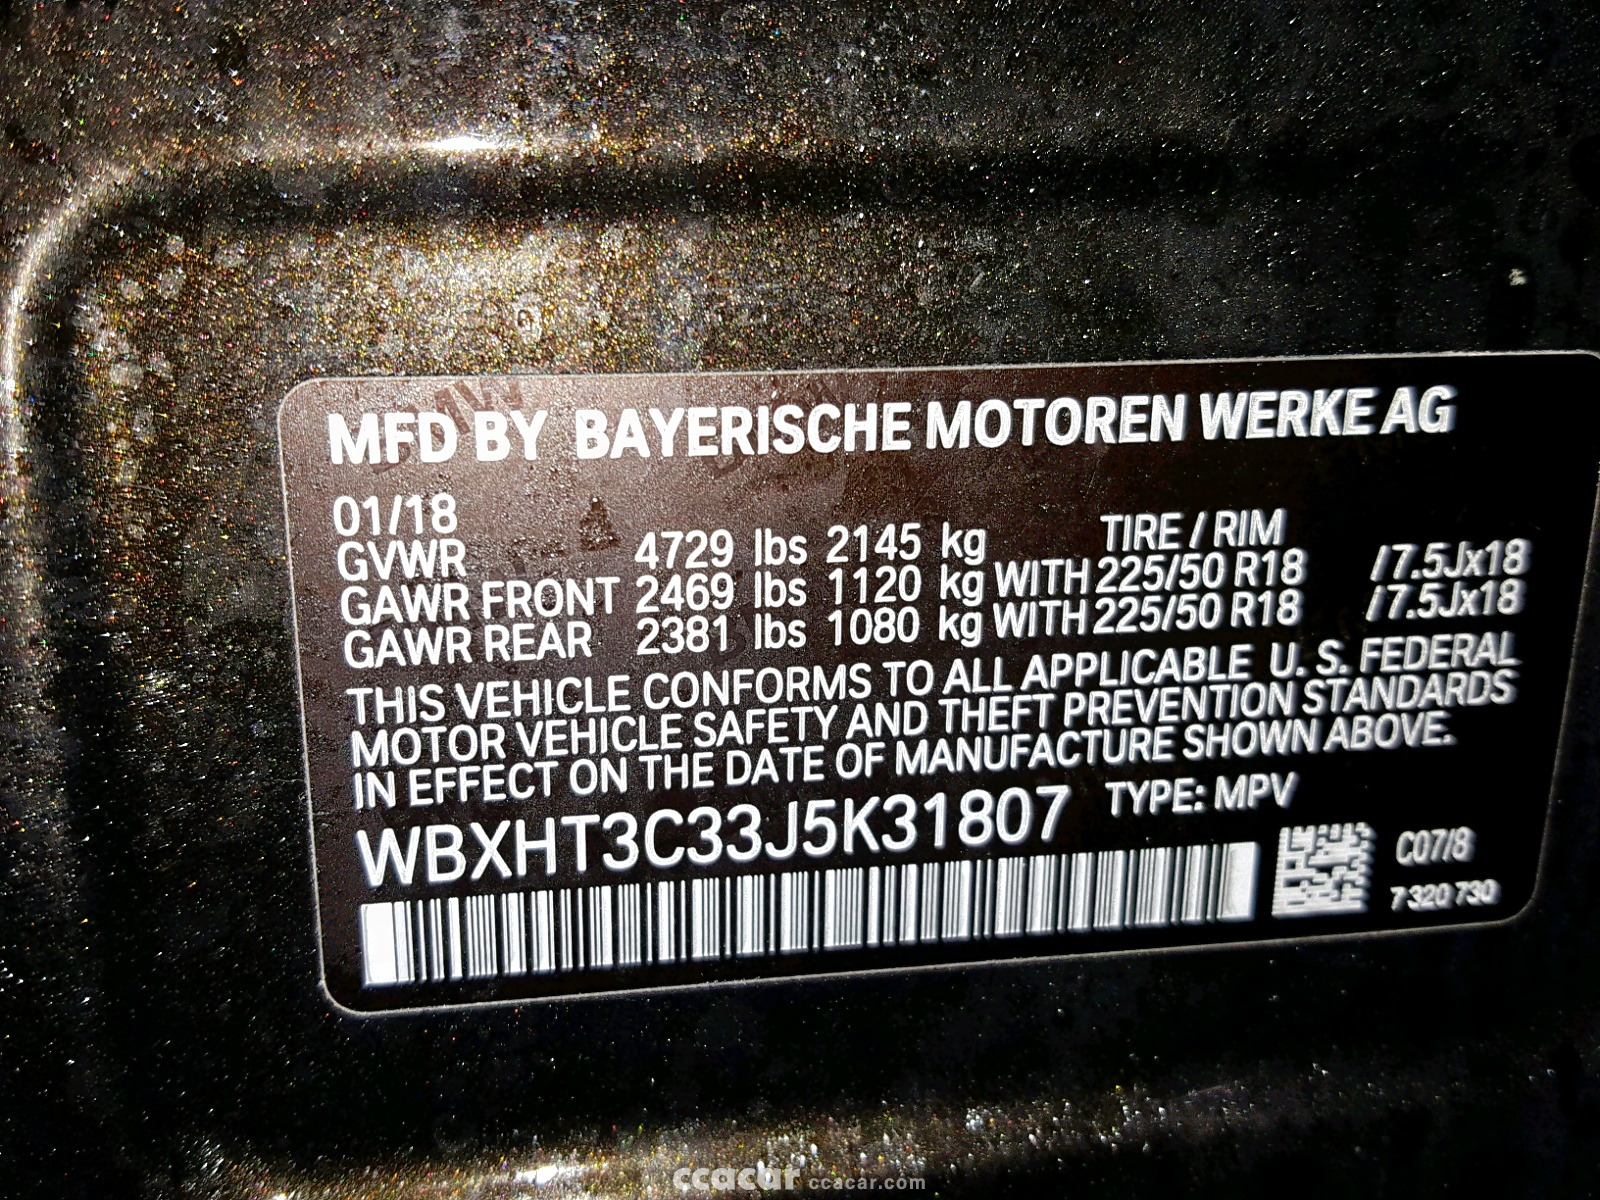 MFD BY BAYERISCHE MOTOREN WERKE AG
01/18 TIRE / RIM
GVWR 4729 lbs 2145 kg
GAWR FRONT 2469 lbs 1120 kg WITH 225/50 R18 /7.5Jx18
GAWR REAR 2381 lbs 1080 kg WITH 225/50 R18 /7.5Jx18
THIS VEHICLE CONFORMS TO ALL APPLICABLE U. S. FEDERAL
MOTOR VEHICLE SAFETY AND THEFT PREVENTION STANDARDS
IN EFFECT ON THE DATE OF MANUFACTURE SHOWN ABOVE.
WBXHT3C33J5K31807 TYPE: MPV
C07/8
7 320 730
ccacar ccacar.com